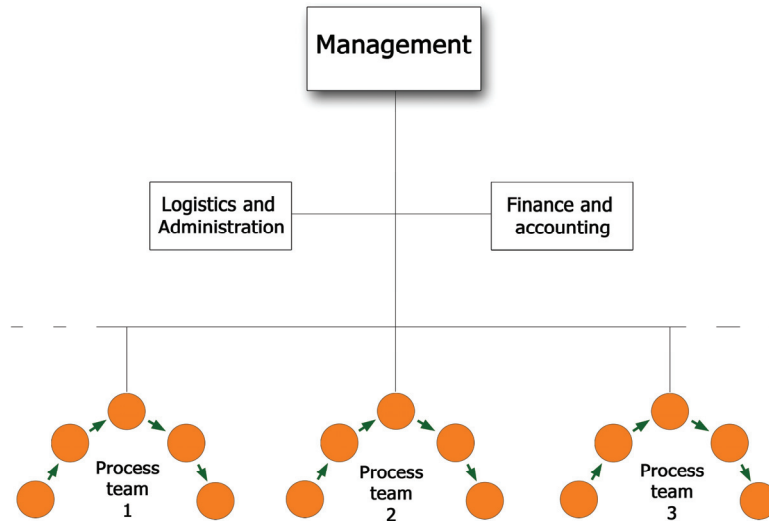 Management
Logistics and
Administration
Finance and
accounting
Process
team
1
Process
team
2
Process
team
3